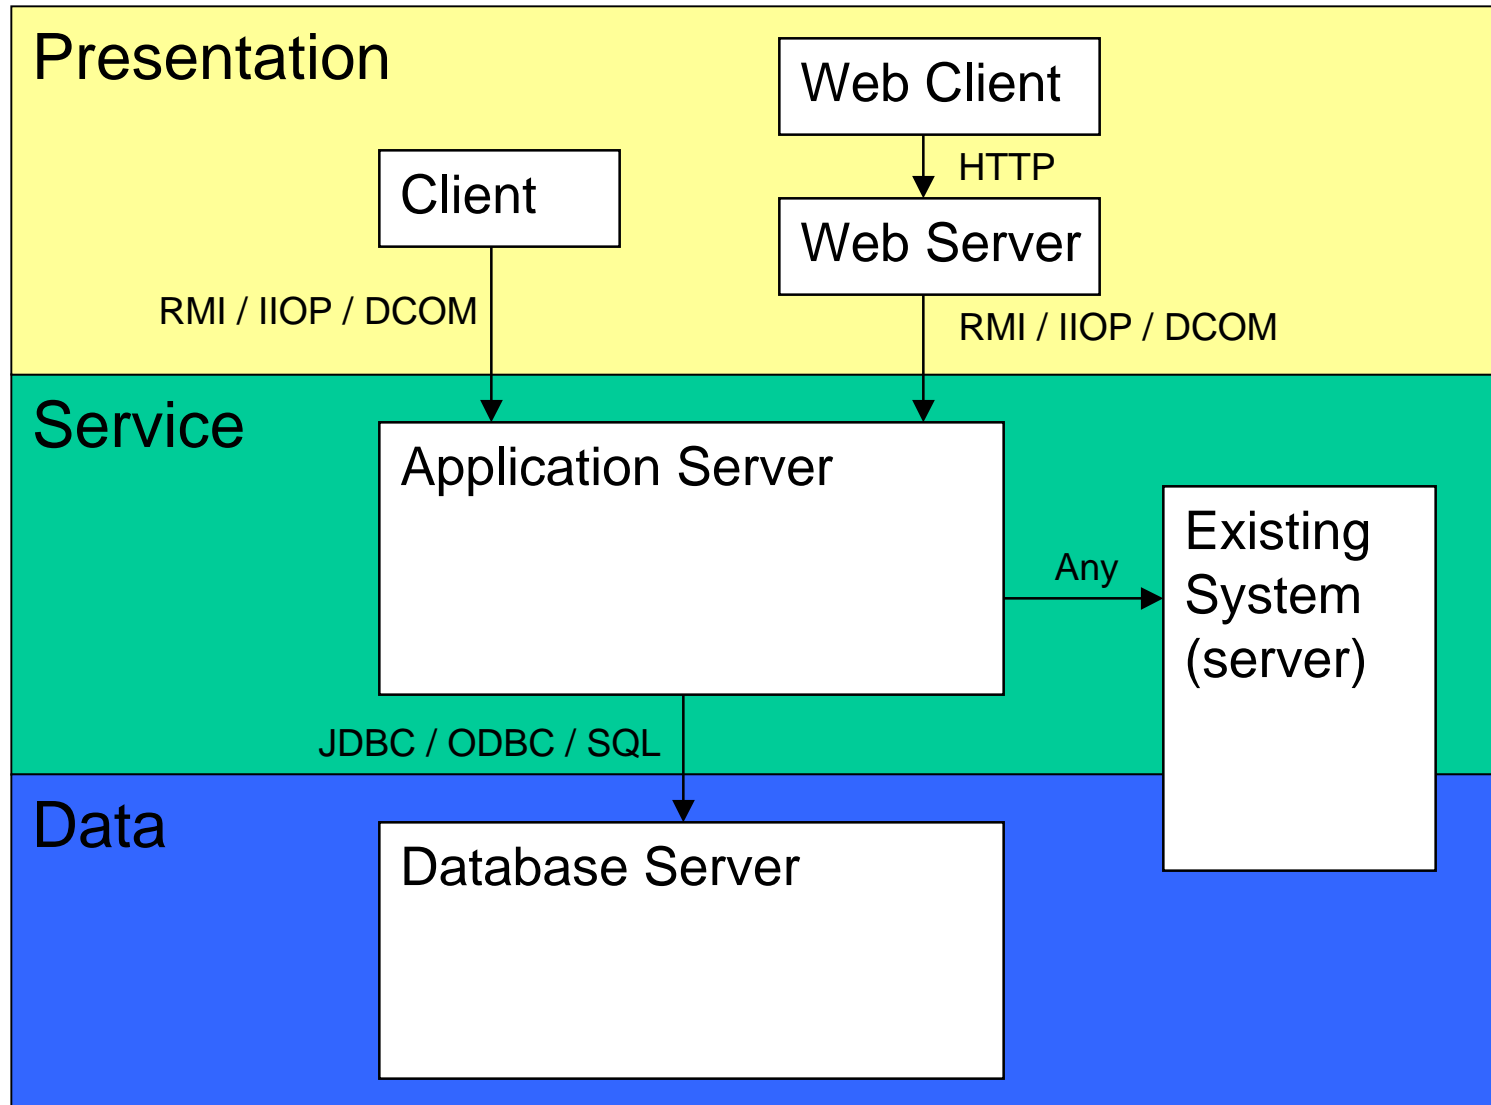 Presentation
Web Client
HTTP
Client
Web Server
RMI / IIOP / DCOM
RMI / IIOP / DCOM
Service
Application Server
Existing
System
(server)
Any
JDBC / ODBC / SQL
Data
Database Server